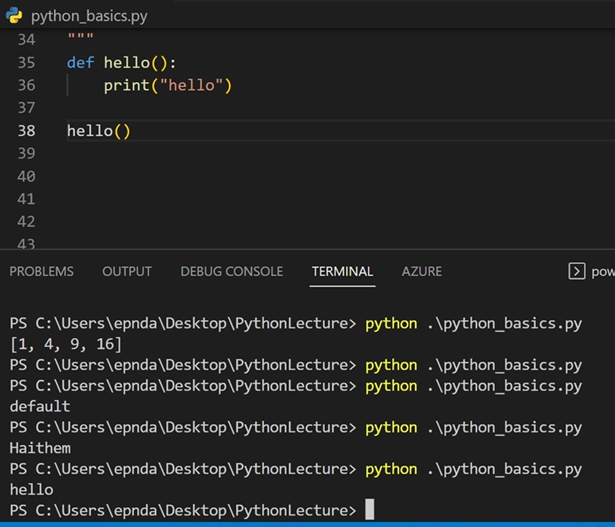 python_basics.py
34 """
35 def hello():
36     print("hello")
37
38 hello()
39
40
41
42
43
PROBLEMS OUTPUT DEBUG CONSOLE TERMINAL AZURE pow
PS C:\Users\epnda\Desktop\PythonLecture> python .\python_basics.py
[1, 4, 9, 16]
PS C:\Users\epnda\Desktop\PythonLecture> python .\python_basics.py
PS C:\Users\epnda\Desktop\PythonLecture> python .\python_basics.py
default
PS C:\Users\epnda\Desktop\PythonLecture> python .\python_basics.py
Haithem
PS C:\Users\epnda\Desktop\PythonLecture> python .\python_basics.py
hello
PS C:\Users\epnda\Desktop\PythonLecture>